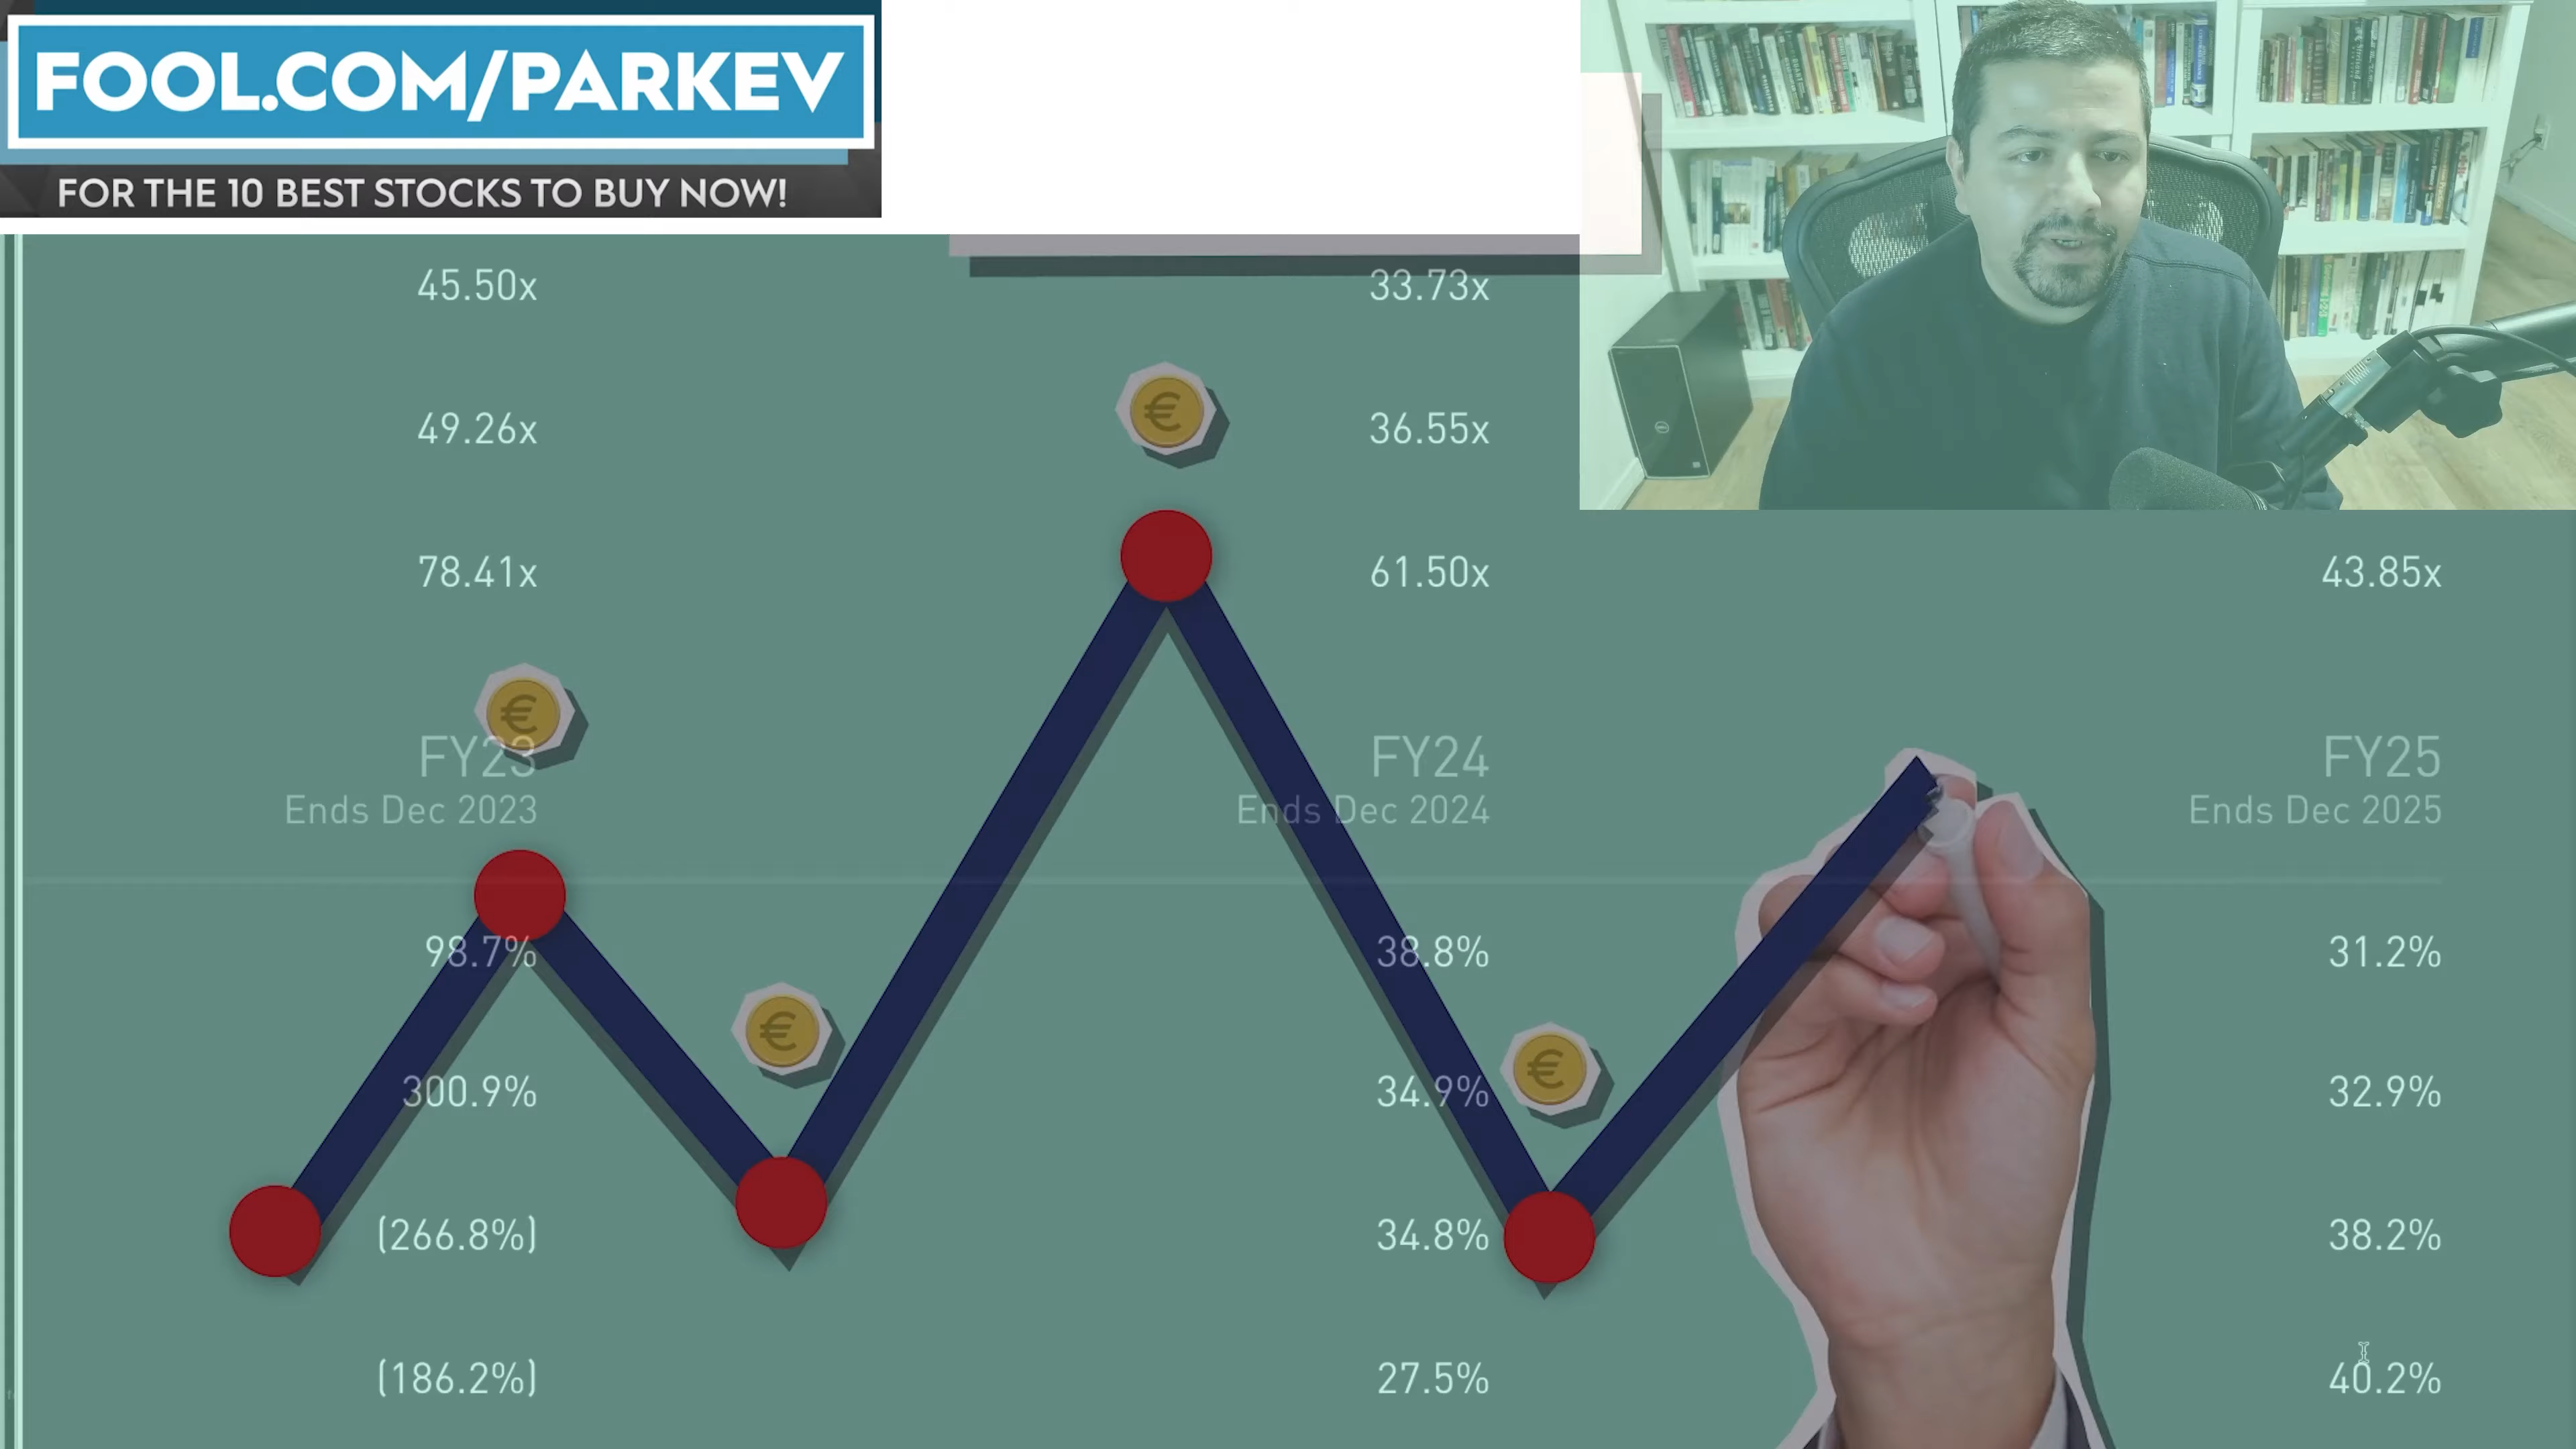 FOOL.COM/PARKEV
FOR THE 10 BEST STOCKS TO BUY NOW!
45.50x 33.73x
49.26x 36.55x
78.41x 61.50x 43.85x
FY23 FY24 FY25
Ends Dec 2023 Ends Dec 2024 Ends Dec 2025
98.7% 38.8% 31.2%
300.9% 34.9% 32.9%
(266.8%) 34.8% 38.2%
(186.2%) 27.5% 40.2%